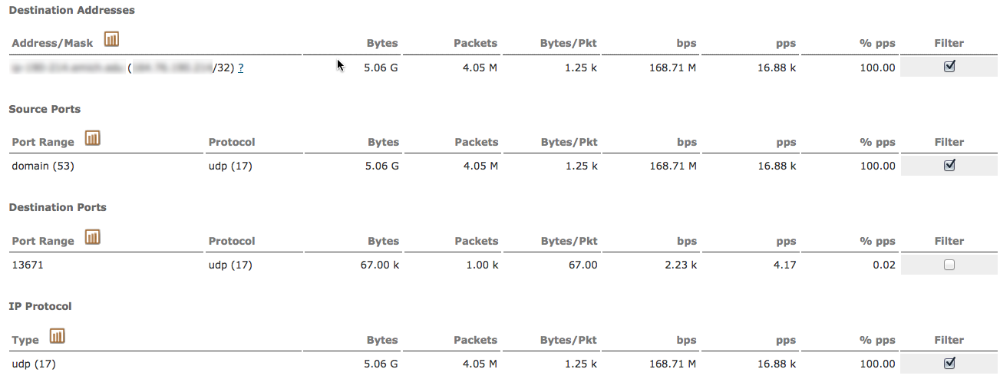 Destination Addresses
Address/Mask Bytes Packets Bytes/Pkt bps pps % pps Filter
( /32) ? 5.06 G 4.05 M 1.25 k 168.71 M 16.88 k 100.00
Source Ports
Port Range Protocol Bytes Packets Bytes/Pkt bps pps % pps Filter
domain (53) udp (17) 5.06 G 4.05 M 1.25 k 168.71 M 16.88 k 100.00
Destination Ports
Port Range Protocol Bytes Packets Bytes/Pkt bps pps % pps Filter
13671 udp (17) 67.00 k 1.00 k 67.00 2.23 k 4.17 0.02
IP Protocol
Type Bytes Packets Bytes/Pkt bps pps % pps Filter
udp (17) 5.06 G 4.05 M 1.25 k 168.71 M 16.88 k 100.00